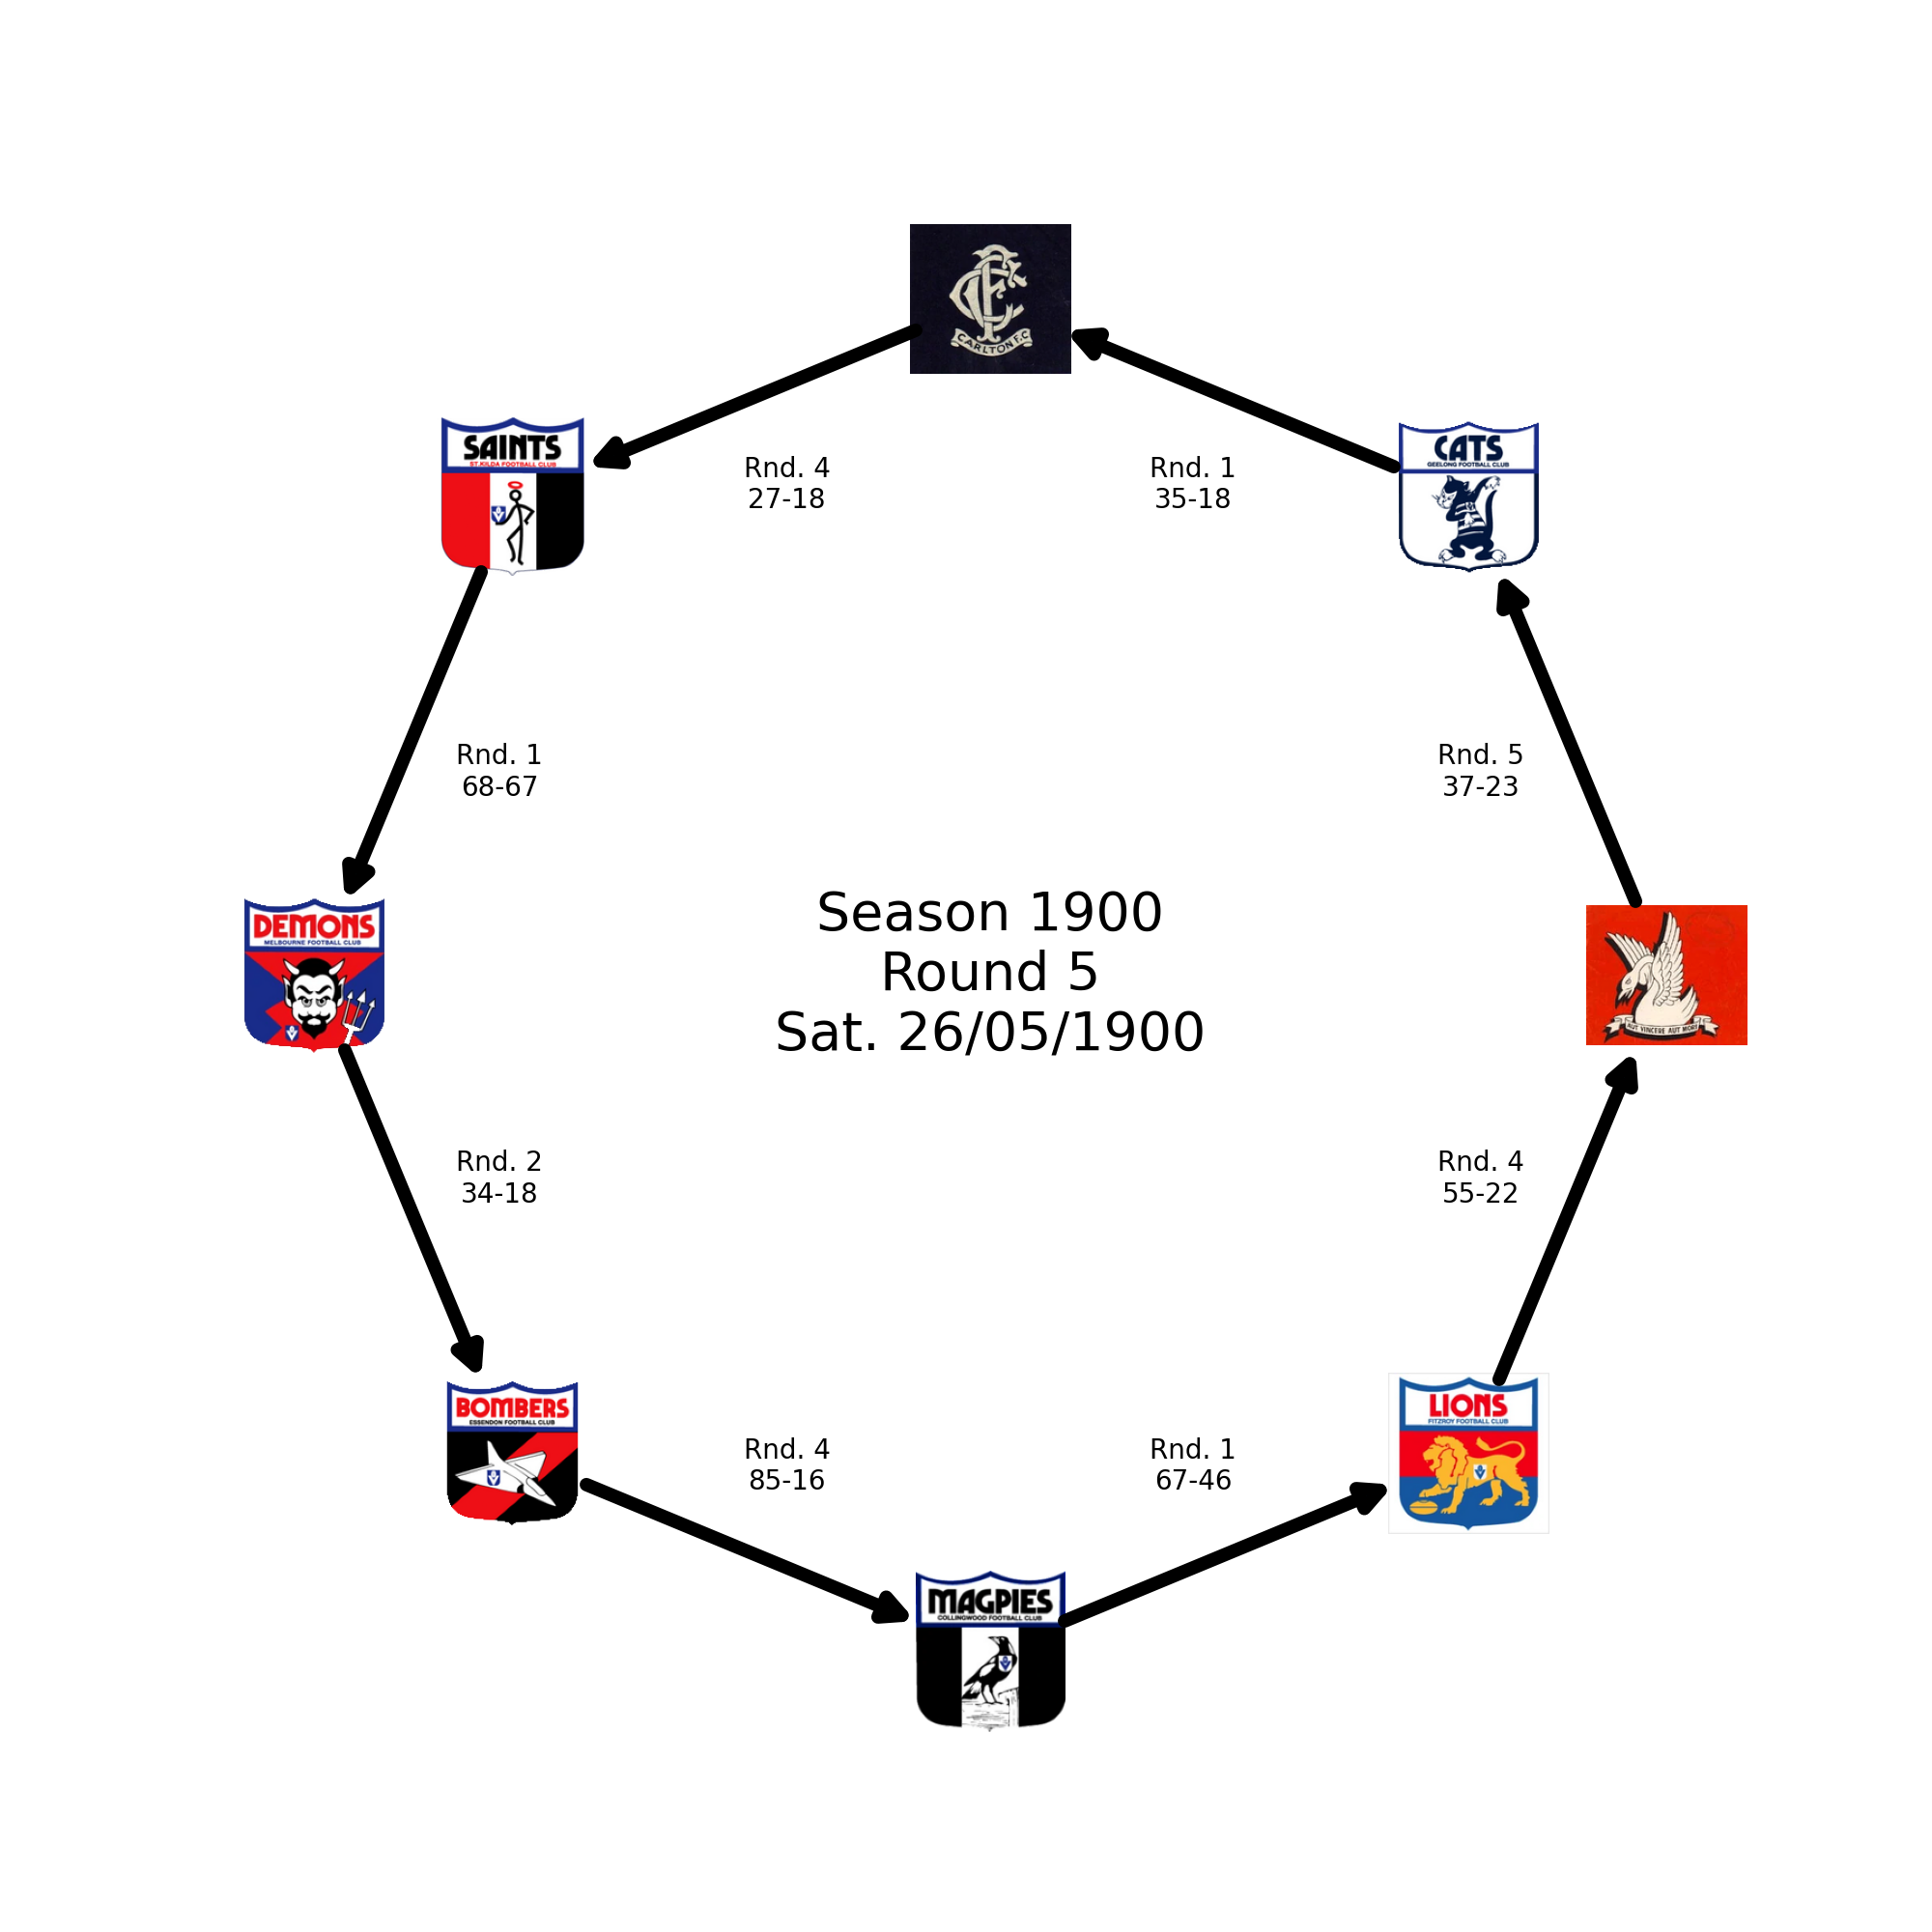 CARLTON F.C
SAINTS
ST.KILDA FOOTBALL CLUB
CATS
GEELONG FOOTBALL CLUB
Rnd. 4
27-18
Rnd. 1
35-18
Rnd. 1
68-67
Rnd. 5
37-23
DEMONS
MELBOURNE FOOTBALL CLUB
Season 1900
Round 5
Sat. 26/05/1900
AUT VINCERE AUT MORI
Rnd. 2
34-18
Rnd. 4
55-22
BOMBERS
ESSENDON FOOTBALL CLUB
LIONS
FITZROY FOOTBALL CLUB
Rnd. 4
85-16
Rnd. 1
67-46
MAGPIES
COLLINGWOOD FOOTBALL CLUB